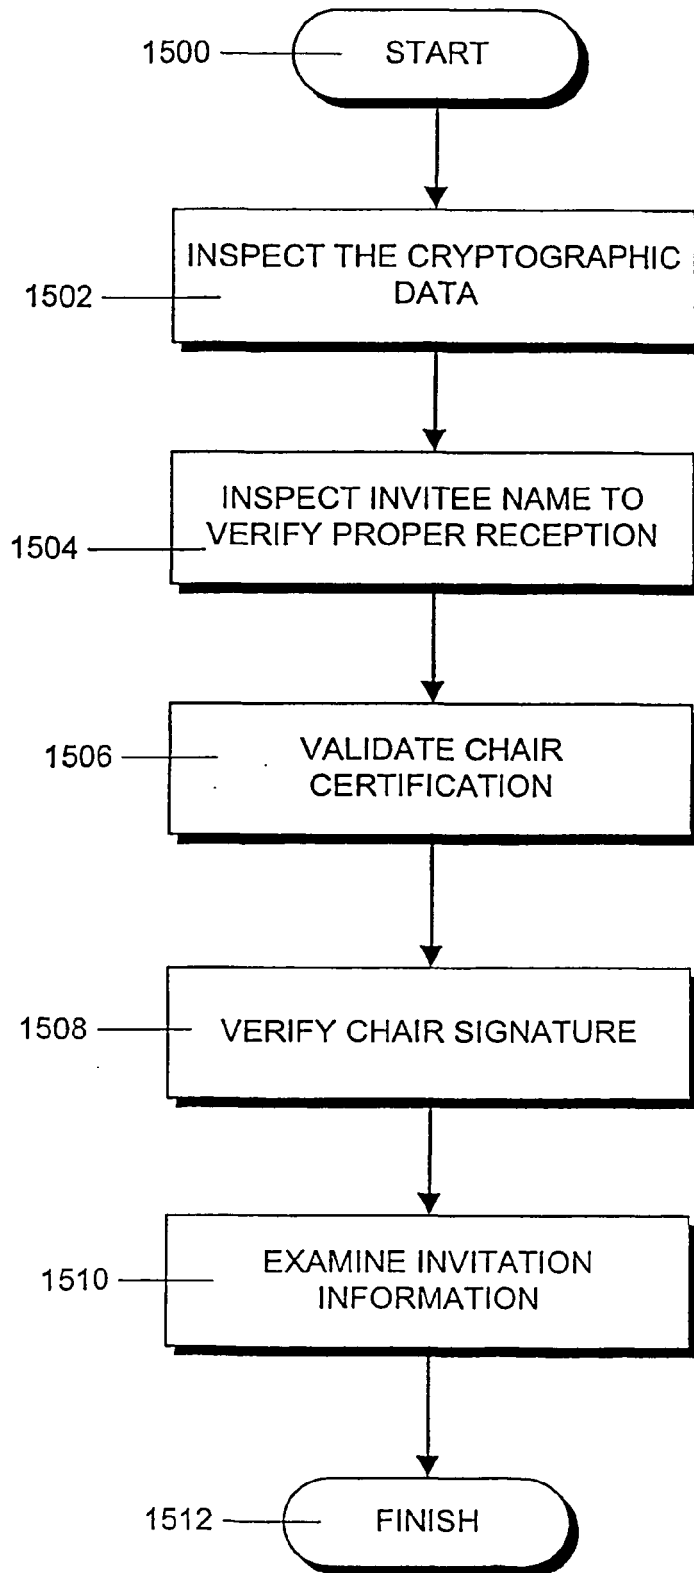 1500
START
1502
INSPECT THE CRYPTOGRAPHIC
DATA
1504
INSPECT INVITEE NAME TO
VERIFY PROPER RECEPTION
1506
VALIDATE CHAIR
CERTIFICATION
1508
VERIFY CHAIR SIGNATURE
1510
EXAMINE INVITATION
INFORMATION
1512
FINISH